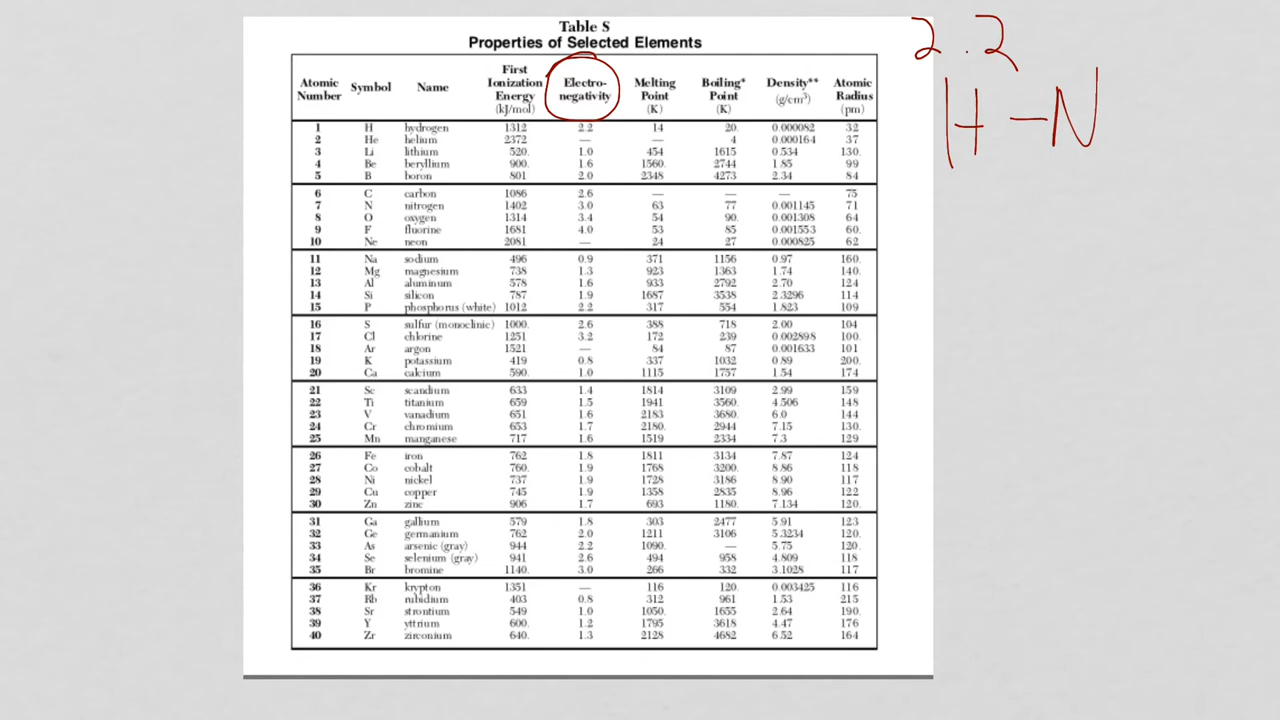 Table S
Properties of Selected Elements
Atomic Number Symbol Name First Ionization Energy (kJ/mol) Electro-negativity Melting Point (K) Boiling* Point (K) Density** (g/cm³) Atomic Radius (pm)
1 H hydrogen 1312 2.2 14 20. 0.000082 32
2 He helium 2372 — — 4 0.000164 37
3 Li lithium 520. 1.0 454 1615 0.534 130.
4 Be beryllium 900. 1.6 1560. 2744 1.85 99
5 B boron 801 2.0 2348 4273 2.34 84
6 C carbon 1086 2.6 — — — 75
7 N nitrogen 1402 3.0 63 77 0.001145 71
8 O oxygen 1314 3.4 54 90. 0.001308 64
9 F fluorine 1681 4.0 53 85 0.001553 60.
10 Ne neon 2081 — 24 27 0.000825 62
11 Na sodium 496 0.9 371 1156 0.97 160.
12 Mg magnesium 738 1.3 923 1363 1.74 140.
13 Al aluminum 578 1.6 933 2792 2.70 124
14 Si silicon 787 1.9 1687 3538 2.3296 114
15 P phosphorus (white) 1012 2.2 317 554 1.823 109
16 S sulfur (monoclinic) 1000. 2.6 388 718 2.00 104
17 Cl chlorine 1251 3.2 172 239 0.002898 100.
18 Ar argon 1521 — 84 87 0.001633 101
19 K potassium 419 0.8 337 1032 0.89 200.
20 Ca calcium 590. 1.0 1115 1757 1.54 174
21 Sc scandium 633 1.4 1814 3109 2.99 159
22 Ti titanium 659 1.5 1941 3560. 4.506 148
23 V vanadium 651 1.6 2183 3680. 6.0 144
24 Cr chromium 653 1.7 2180. 2944 7.15 130.
25 Mn manganese 717 1.6 1519 2334 7.3 129
26 Fe iron 762 1.8 1811 3134 7.87 124
27 Co cobalt 760. 1.9 1768 3200. 8.86 118
28 Ni nickel 737 1.9 1728 3186 8.90 117
29 Cu copper 745 1.9 1358 2835 8.96 122
30 Zn zinc 906 1.7 693 1180. 7.134 120.
31 Ga gallium 579 1.8 303 2477 5.91 123
32 Ge germanium 762 2.0 1211 3106 5.3234 120.
33 As arsenic (gray) 944 2.2 1090. — 5.75 120.
34 Se selenium (gray) 941 2.6 494 958 4.809 118
35 Br bromine 1140. 3.0 266 332 3.1028 117
36 Kr krypton 1351 — 116 120. 0.003425 116
37 Rb rubidium 403 0.8 312 961 1.53 215
38 Sr strontium 549 1.0 1050. 1655 2.64 190.
39 Y yttrium 600. 1.2 1795 3618 4.47 176
40 Zr zirconium 640. 1.3 2128 4682 6.52 164
2.2
H-N